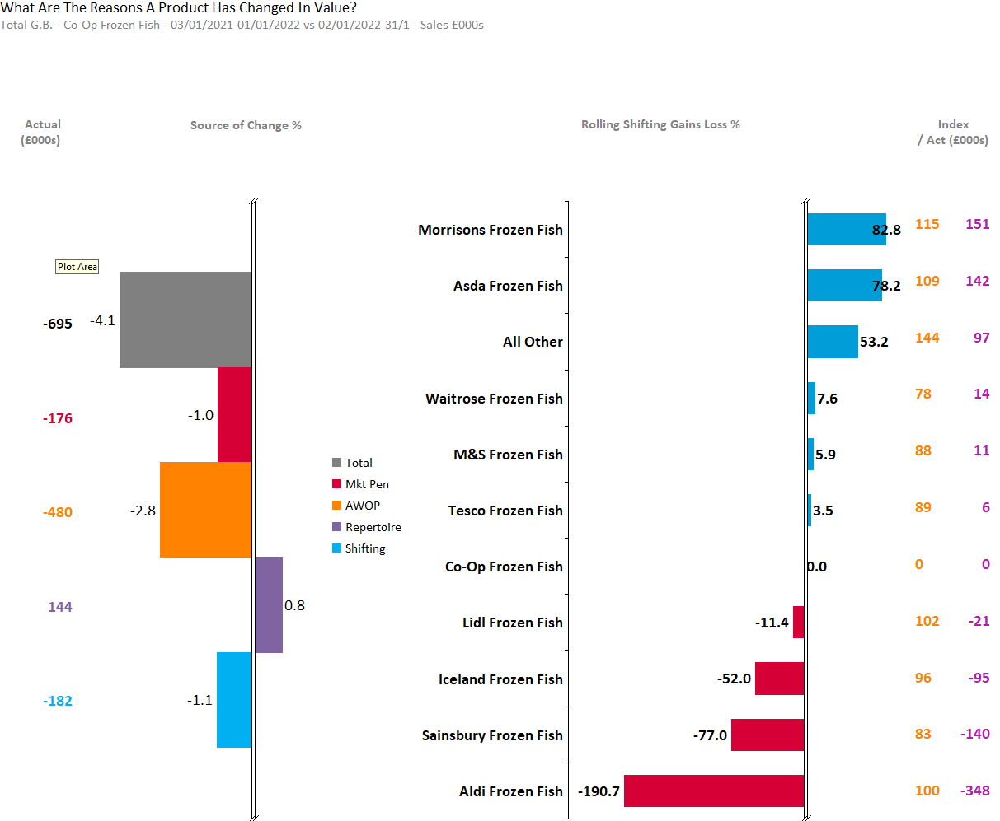 What Are The Reasons A Product Has Changed In Value?
Total G.B. - Co-Op Frozen Fish - 03/01/2021-01/01/2022 vs 02/01/2022-31/1 - Sales £000s
Actual
(£000s)
Source of Change %
Rolling Shifting Gains Loss %
Index
/ Act (£000s)
Plot Area
-695 -4.1
-176 -1.0
-480 -2.8
144 0.8
-182 -1.1
Total
Mkt Pen
AWOP
Repertoire
Shifting
Morrisons Frozen Fish 82.8 115 151
Asda Frozen Fish 78.2 109 142
All Other 53.2 144 97
Waitrose Frozen Fish 7.6 78 14
M&S Frozen Fish 5.9 88 11
Tesco Frozen Fish 3.5 89 6
Co-Op Frozen Fish 0.0 0 0
Lidl Frozen Fish -11.4 102 -21
Iceland Frozen Fish -52.0 96 -95
Sainsbury Frozen Fish -77.0 83 -140
Aldi Frozen Fish -190.7 100 -348